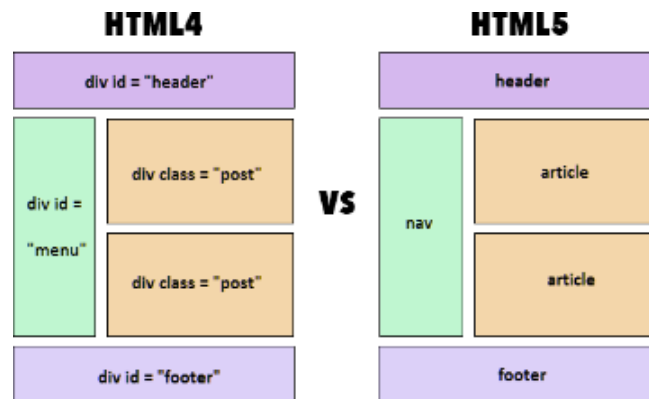 HTML4
div id = "header"
div id =
"menu"
div class = "post"
div class = "post"
div id = "footer"
VS
HTML5
header
nav
article
article
footer